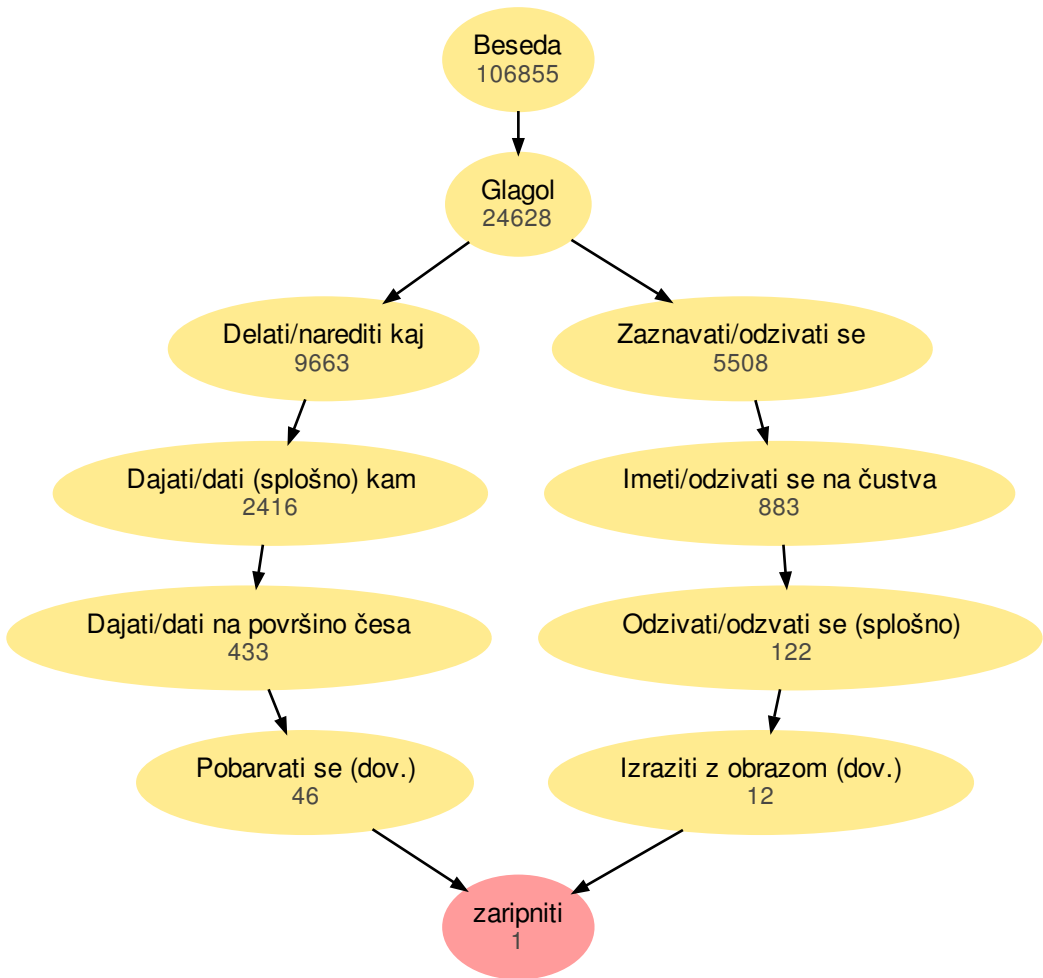 Beseda
106855
Glagol
24628
Delati/narediti kaj
9663
Zaznavati/odzivati se
5508
Dajati/dati (splošno) kam
2416
Imeti/odzivati se na čustva
883
Dajati/dati na površino česa
433
Odzivati/odzvati se (splošno)
122
Pobarvati se (dov.)
46
Izraziti z obrazom (dov.)
12
zaripniti
1